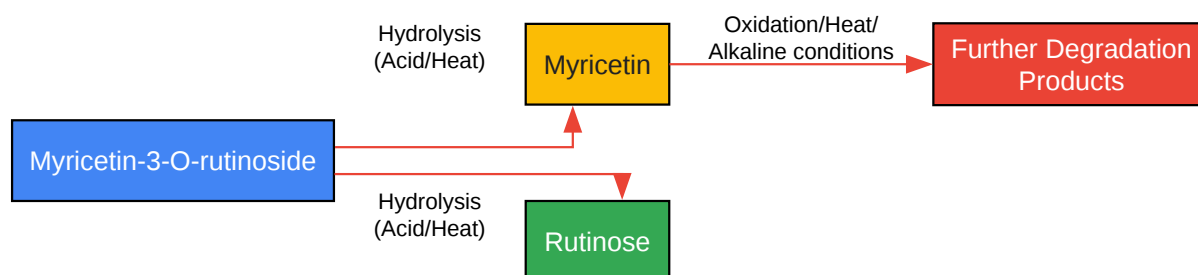 Hydrolysis
(Acid/Heat)
Myricetin
Oxidation/Heat/
Alkaline conditions
Further Degradation
Products
Myricetin-3-O-rutinoside
Hydrolysis
(Acid/Heat)
Rutinose